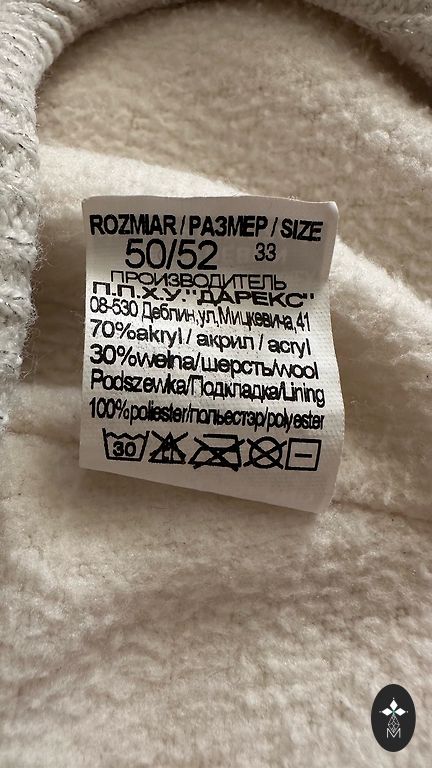 ROZMIAR / РАЗМЕР / SIZE
50/52 33
ПРОИЗВОДИТЕЛЬ
П.П.Х.У."ДАРЕКС"
08-530 Деблин,ул.Мицкевича,41
70%akryl / акрил / acryl
30%wełna/шерсть/wool
Podszewka/Подкладка/Lining
100%poliester/польестэр/polyester
30
M